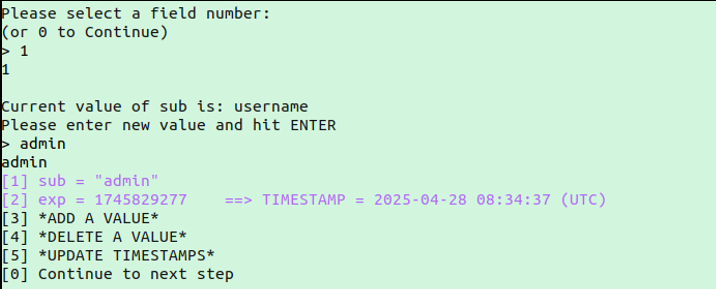 Please select a field number:
(or 0 to Continue)
> 1
1
Current value of sub is: username
Please enter new value and hit ENTER
> admin
admin
[1] sub = "admin"
[2] exp = 1745829277    ==> TIMESTAMP = 2025-04-28 08:34:37 (UTC)
[3] *ADD A VALUE*
[4] *DELETE A VALUE*
[5] *UPDATE TIMESTAMPS*
[0] Continue to next step